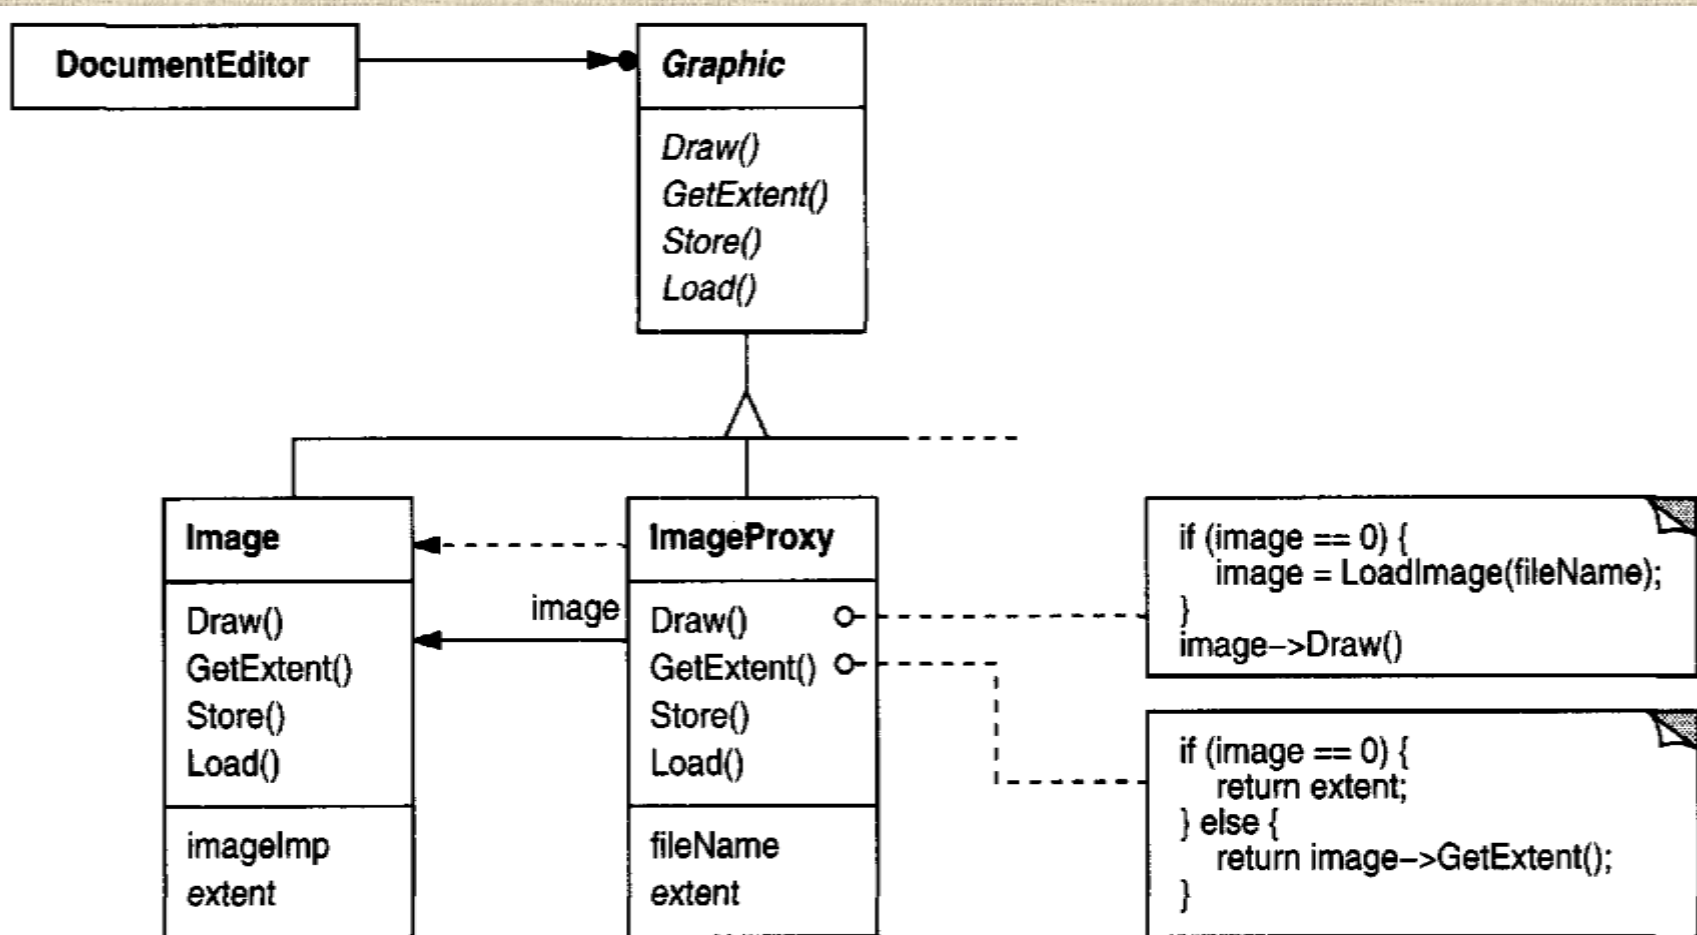 DocumentEditor
Graphic
Draw()
GetExtent()
Store()
Load()
Image
Draw()
GetExtent()
Store()
Load()
imageImp
extent
image
ImageProxy
Draw()
GetExtent()
Store()
Load()
fileName
extent
if (image == 0) {
image = LoadImage(fileName);
}
image->Draw()
if (image == 0) {
return extent;
} else {
return image->GetExtent();
}